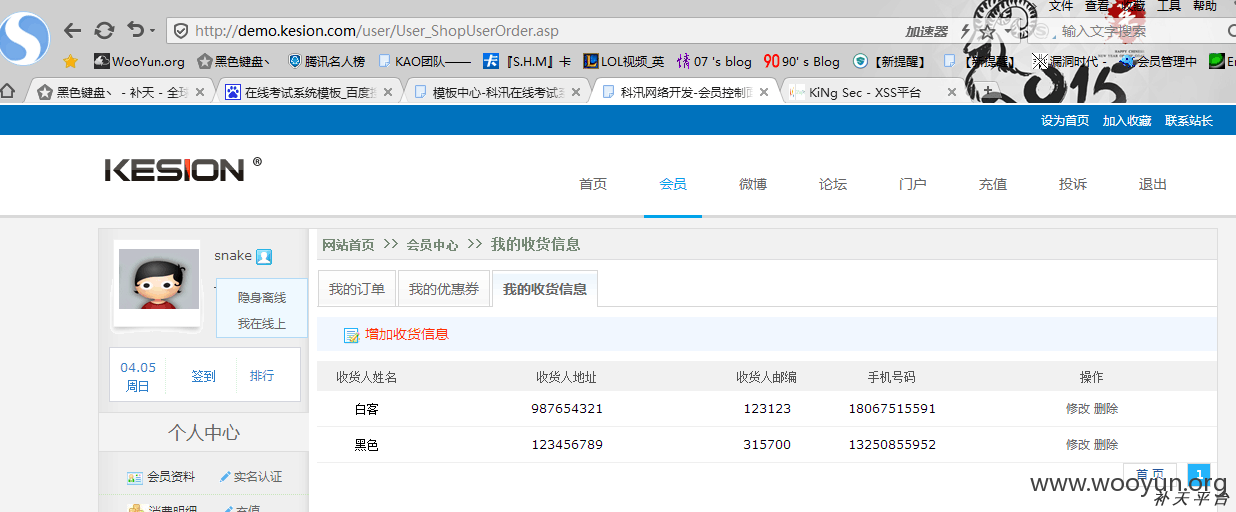 文件 查看 收藏 工具 帮助
http://demo.kesion.com/user/User_ShopUserOrder.asp 加速器 输入文字搜索
WooYun.org 黑色键盘丶 腾讯名人榜 KAO团队—— 『S.H.M』卡 LOL视频_英 情 07 's blog 90 90' s Blog 【新提醒】 【新提醒】 漏洞时代 - 会员管理中 En
黑色键盘丶 - 补天 - 全球 在线考试系统模板_百度搜 模板中心-科汛在线考试系 科汛网络开发-会员控制面 KiNg Sec - XSS平台
2015
设为首页 加入收藏 联系站长
KESION ®
首页 会员 微博 论坛 门户 充值 投诉 退出
网站首页 >> 会员中心 >> 我的收货信息
snake
隐身离线
我在线上
我的订单 我的优惠券 我的收货信息
增加收货信息
04.05
周日
签到 排行
收货人姓名 收货人地址 收货人邮编 手机号码 操作
白客 987654321 123123 18067515591 修改 删除
黑色 123456789 315700 13250855952 修改 删除
个人中心
首 页 1
会员资料 实名认证
消费明细 充值
www.wooyun.org
补天平台